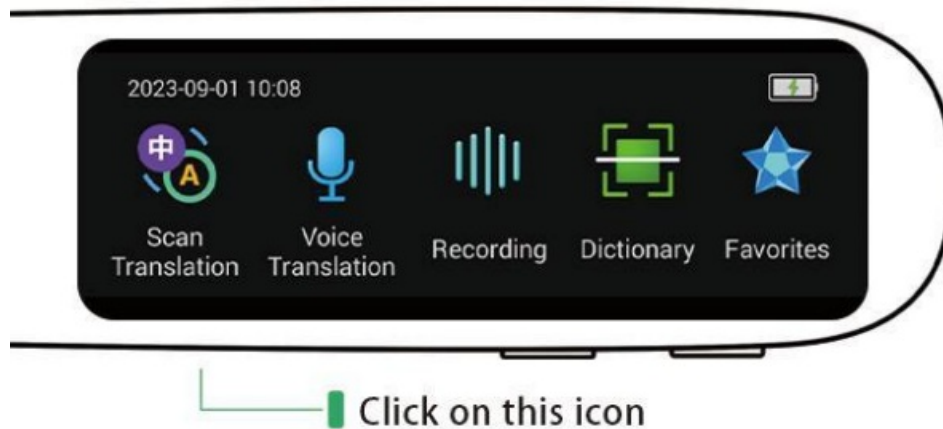 2023-09-01 10:08
中
A
Scan
Translation
Voice
Translation
Recording
Dictionary
Favorites
Click on this icon